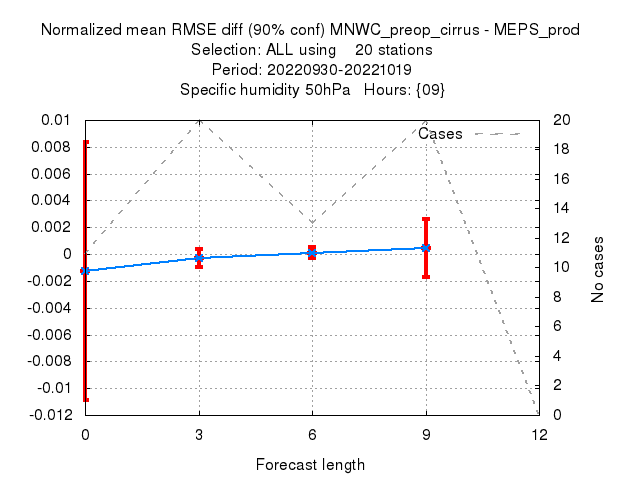 Normalized mean RMSE diff (90% conf) MNWC_preop_cirrus - MEPS_prod
Selection: ALL using    20 stations
Period: 20220930-20221019
Specific humidity 50hPa   Hours: {09}
Cases
0.01
0.008
0.006
0.004
0.002
0
-0.002
-0.004
-0.006
-0.008
-0.01
-0.012
20
18
16
14
12
10
8
6
4
2
0
No cases
0 3 6 9 12
Forecast length